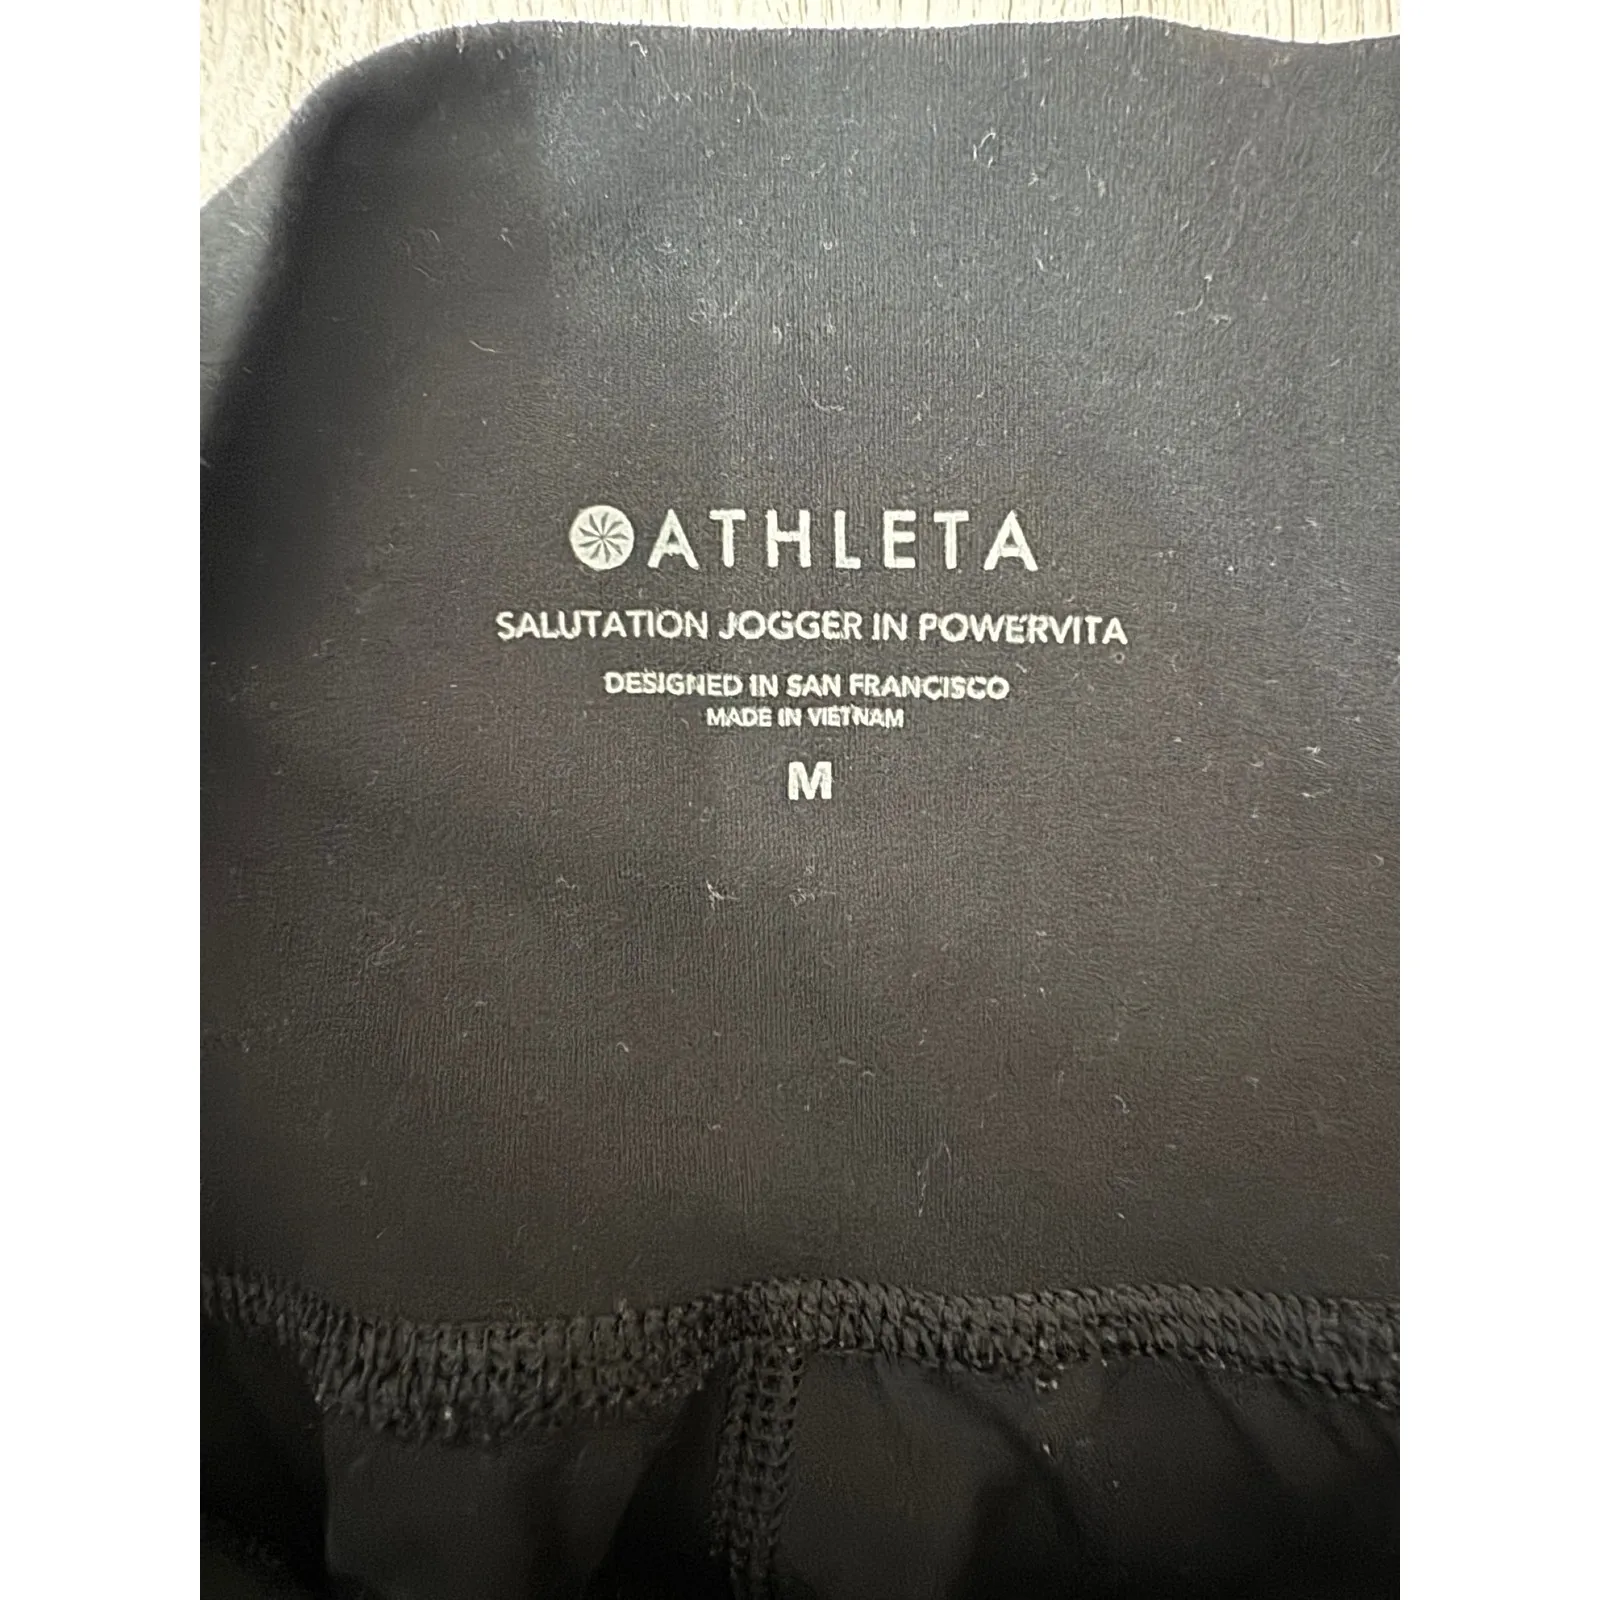 ATHLETA
SALUTATION JOGGER IN POWERVITA
DESIGNED IN SAN FRANCISCO
MADE IN VIETNAM
M